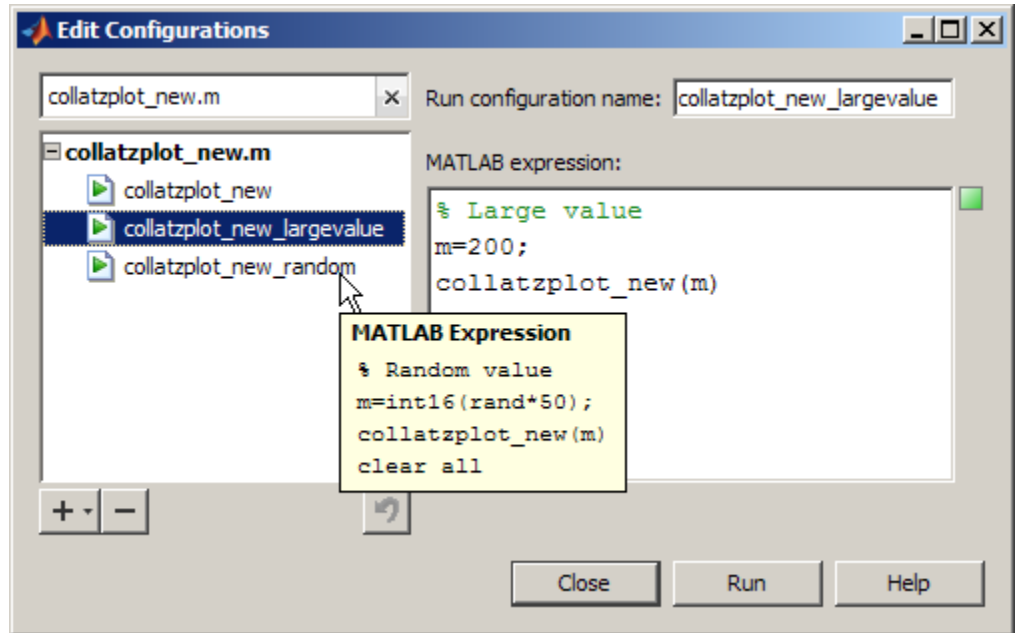 Edit Configurations
collatzplot_new.m
Run configuration name: collatzplot_new_largevalue
collatzplot_new.m
collatzplot_new
collatzplot_new_largevalue
collatzplot_new_random
MATLAB expression:
% Large value
m=200;
collatzplot_new(m)
MATLAB Expression
% Random value
m=int16(rand*50);
collatzplot_new(m)
clear all
Close
Run
Help